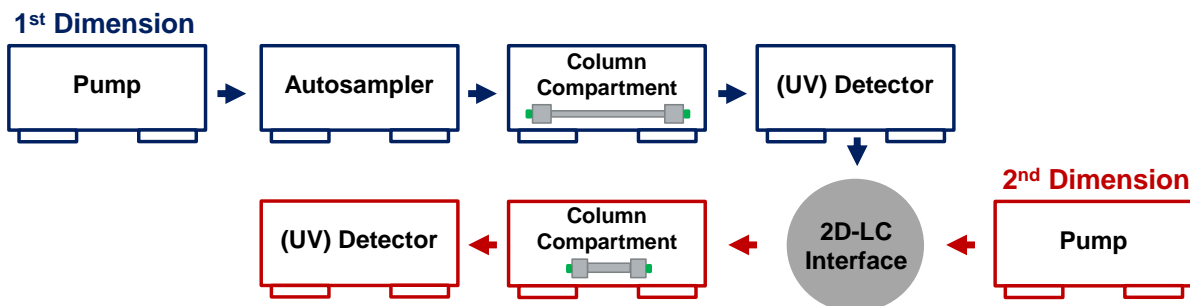 1st Dimension
Pump
Autosampler
Column
Compartment
(UV) Detector
2nd Dimension
(UV) Detector
Column
Compartment
2D-LC
Interface
Pump